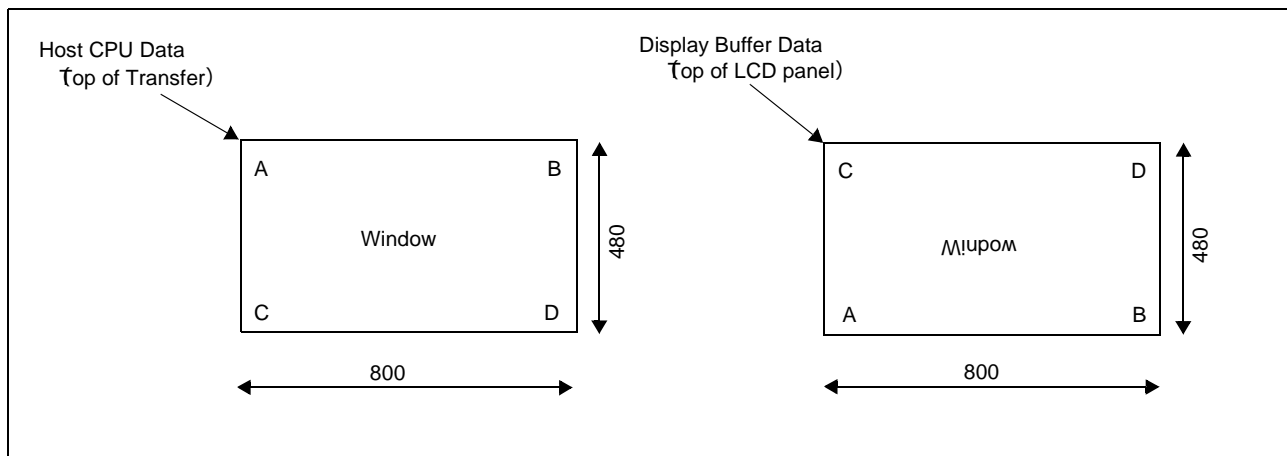 Host CPU Data
(Top of Transfer)
A B
Window
C D
480
800
Display Buffer Data
(Top of LCD panel)
C D
Window
A B
480
800